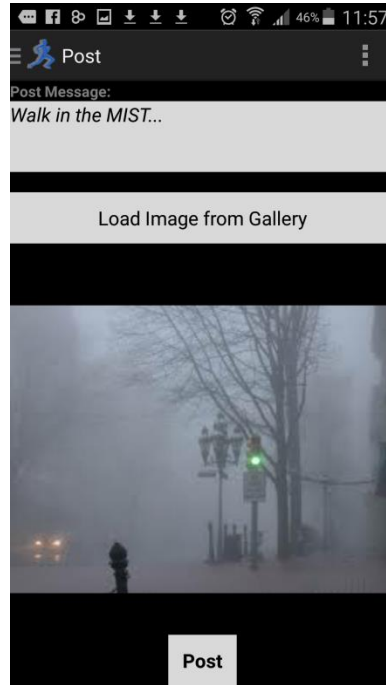 46% 11:57
Post
Post Message:
Walk in the MIST...
Load Image from Gallery
Post